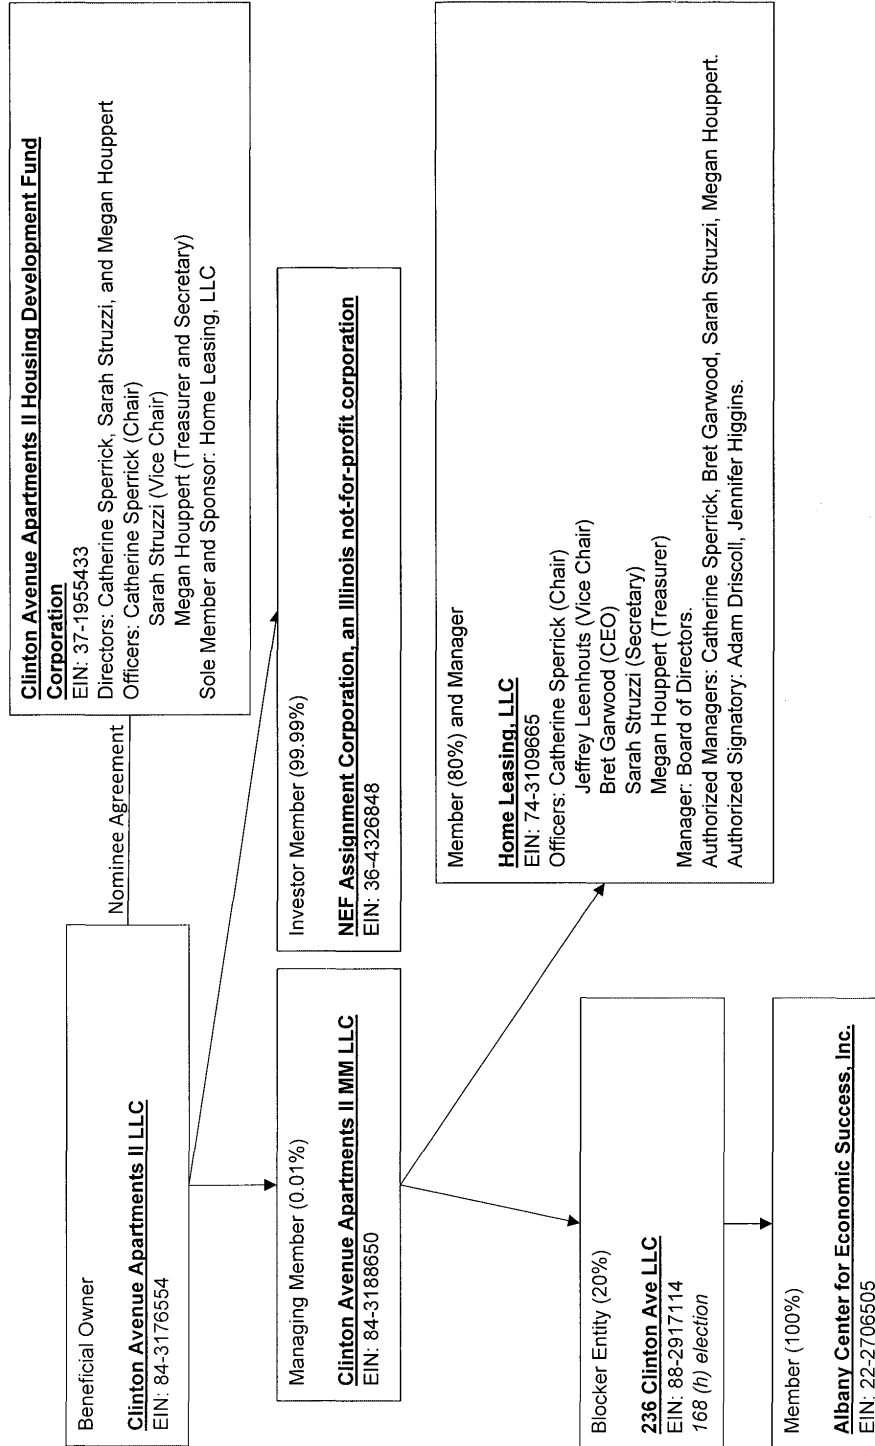 Beneficial Owner
Clinton Avenue Apartments II LLC
EIN: 84-3176554
Nominee Agreement
Clinton Avenue Apartments II Housing Development Fund
Corporation
EIN: 37-1955433
Directors: Catherine Sperrick, Sarah Struzzi, and Megan Houppert
Officers: Catherine Sperrick (Chair)
Sarah Struzzi (Vice Chair)
Megan Houppert (Treasurer and Secretary)
Sole Member and Sponsor: Home Leasing, LLC
Managing Member (0.01%)
Clinton Avenue Apartments II MM LLC
EIN: 84-3188650
Investor Member (99.99%)
NEF Assignment Corporation, an Illinois not-for-profit corporation
EIN: 36-4326848
Blocker Entity (20%)
236 Clinton Ave LLC
EIN: 88-2917114
168 (h) election
Member (80%) and Manager
Home Leasing, LLC
EIN: 74-3109665
Officers: Catherine Sperrick (Chair)
Jeffrey Leenhouts (Vice Chair)
Bret Garwood (CEO)
Sarah Struzzi (Secretary)
Megan Houppert (Treasurer)
Manager: Board of Directors.
Authorized Managers: Catherine Sperrick, Bret Garwood, Sarah Struzzi, Megan Houppert.
Authorized Signatory: Adam Driscoll, Jennifer Higgins.
Member (100%)
Albany Center for Economic Success, Inc.
EIN: 22-2706505